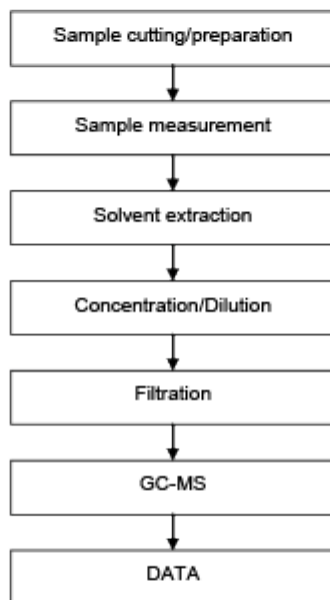 Sample cutting/preparation
Sample measurement
Solvent extraction
Concentration/Dilution
Filtration
GC-MS
DATA